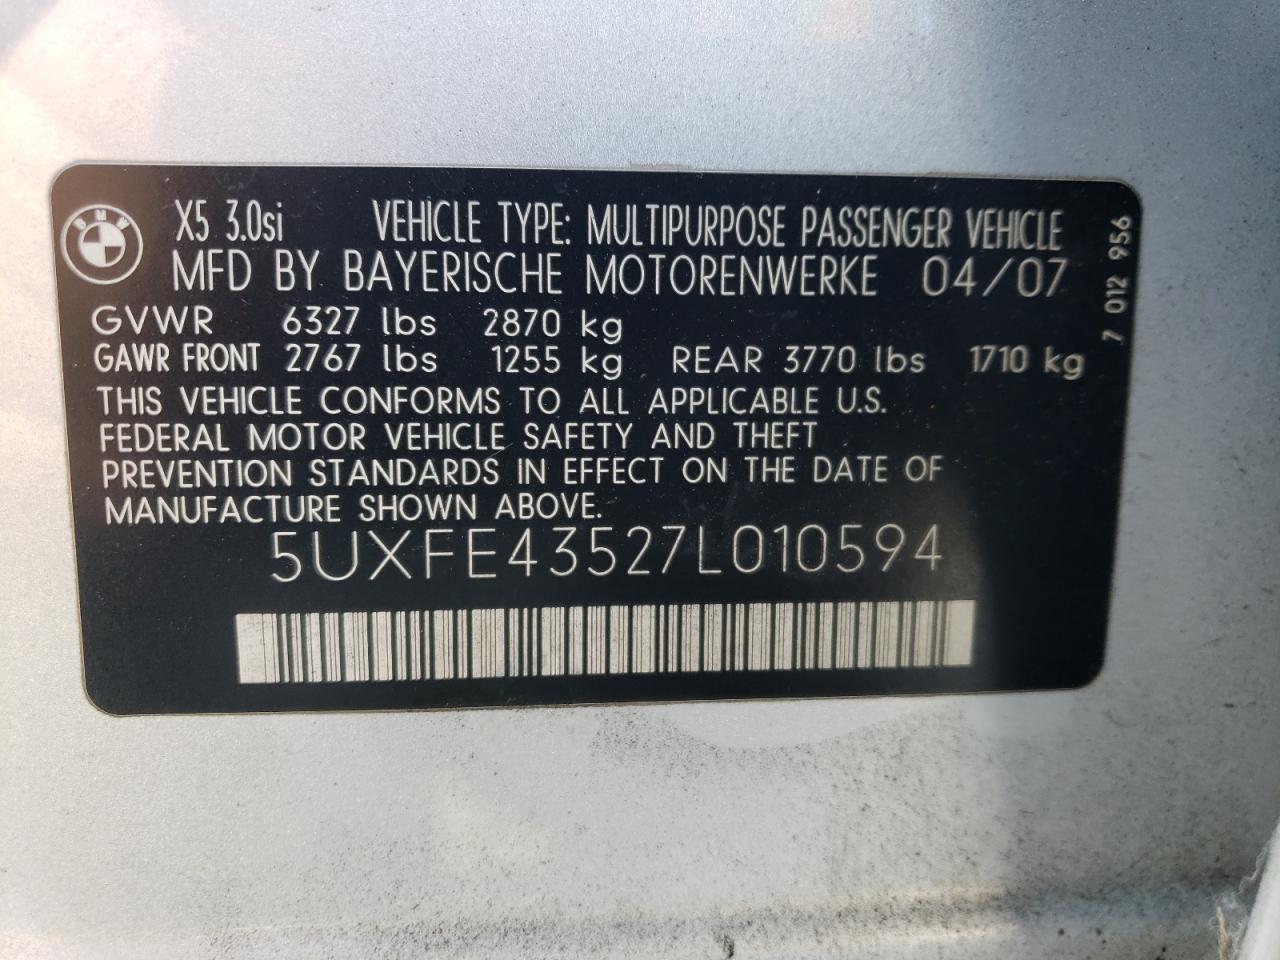 BMW
X5 3.0si VEHICLE TYPE: MULTIPURPOSE PASSENGER VEHICLE
MFD BY BAYERISCHE MOTORENWERKE 04/07
GVWR 6327 lbs 2870 kg
GAWR FRONT 2767 lbs 1255 kg REAR 3770 lbs 1710 kg
THIS VEHICLE CONFORMS TO ALL APPLICABLE U.S.
FEDERAL MOTOR VEHICLE SAFETY AND THEFT
PREVENTION STANDARDS IN EFFECT ON THE DATE OF
MANUFACTURE SHOWN ABOVE.
5UXFE43527L010594
7 012 956